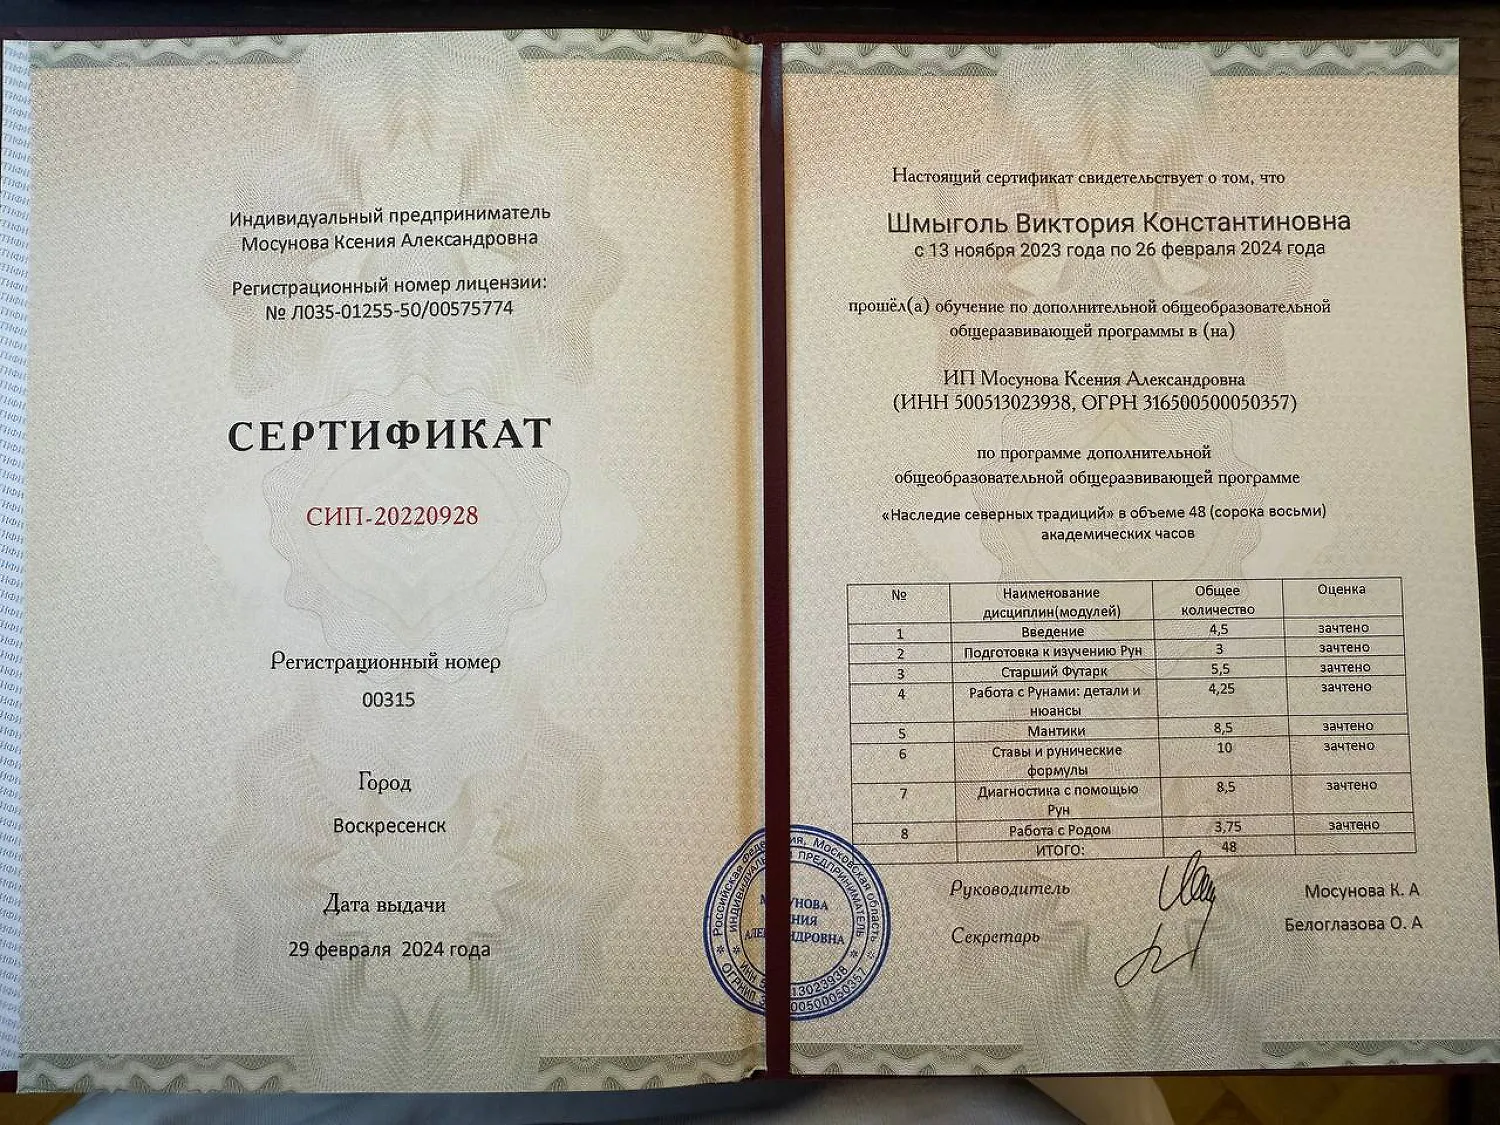 Индивидуальный предприниматель
Мосунова Ксения Александровна
Регистрационный номер лицензии:
№ Л035-01255-50/00575774
СЕРТИФИКАТ
СИП-20220928
Регистрационный номер
00315
Город
Воскресенск
Дата выдачи
29 февраля 2024 года
Настоящий сертификат свидетельствует о том, что
Шмыголь Виктория Константиновна
с 13 ноября 2023 года по 26 февраля 2024 года
прошёл(а) обучение по дополнительной общеобразовательной
общеразвивающей программы в (на)
ИП Мосунова Ксения Александровна
(ИНН 500513023938, ОГРН 316500500050357)
по программе дополнительной
общеобразовательной общеразвивающей программе
«Наследие северных традиций» в объеме 48 (сорока восьми)
академических часов
№ Наименование Общее Оценка
дисциплин(модулей) количество
1 Введение 4,5 зачтено
2 Подготовка к изучению Рун 3 зачтено
3 Старший Футарк 5,5 зачтено
4 Работа с Рунами: детали и 4,25 зачтено
нюансы
5 Мантики 8,5 зачтено
6 Ставы и рунические 10 зачтено
формулы
7 Диагностика с помощью 8,5 зачтено
Рун
8 Работа с Родом 3,75 зачтено
ИТОГО: 48
Руководитель Мосунова К. А
Секретарь Белоглазова О. А
Российская Московская область
ПРЕДПРИНИМАТЕЛЬ